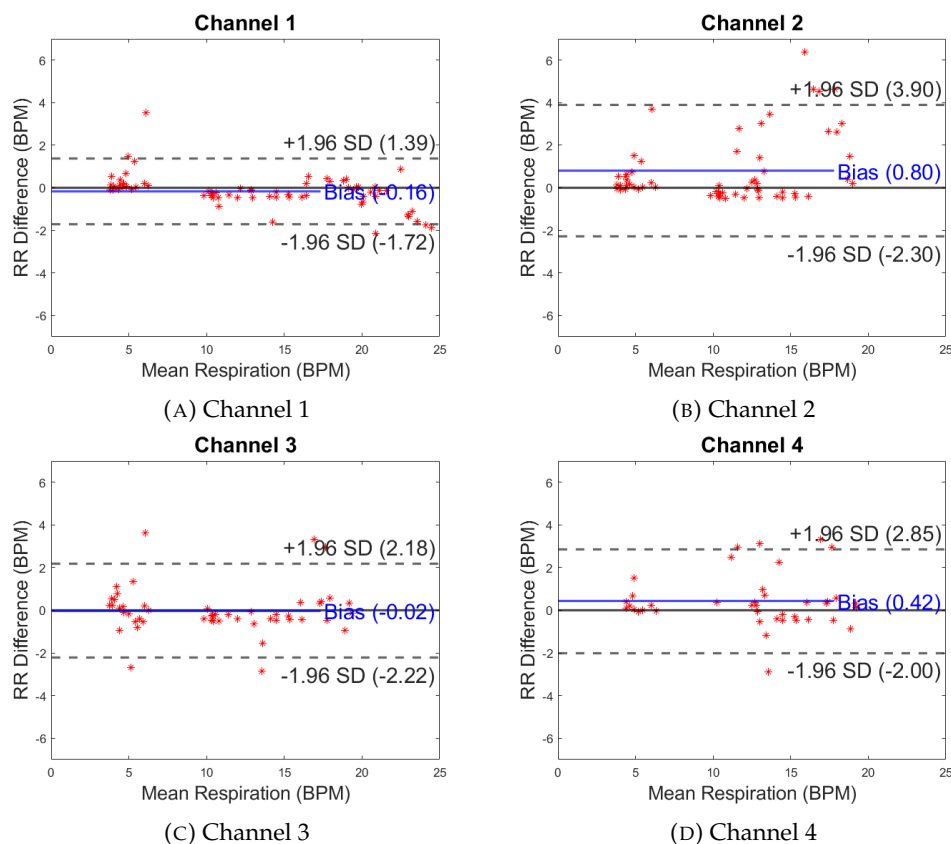 Channel 1
RR Difference (BPM)
6
4
2
0
-2
-4
-6
+1.96 SD (1.39)
Bias (-0.16)
-1.96 SD (-1.72)
0 5 10 15 20 25
Mean Respiration (BPM)
(A) Channel 1
Channel 2
RR Difference (BPM)
6
4
2
0
-2
-4
-6
+1.96 SD (3.90)
Bias (0.80)
-1.96 SD (-2.30)
0 5 10 15 20 25
Mean Respiration (BPM)
(B) Channel 2
Channel 3
RR Difference (BPM)
6
4
2
0
-2
-4
-6
+1.96 SD (2.18)
Bias (-0.02)
-1.96 SD (-2.22)
0 5 10 15 20 25
Mean Respiration (BPM)
(C) Channel 3
Channel 4
RR Difference (BPM)
6
4
2
0
-2
-4
-6
+1.96 SD (2.85)
Bias (0.42)
-1.96 SD (-2.00)
0 5 10 15 20 25
Mean Respiration (BPM)
(D) Channel 4